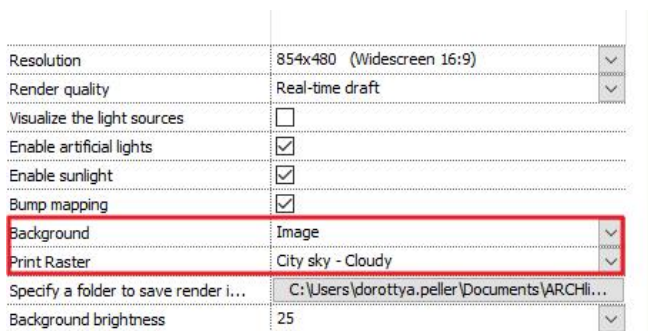 Resolution 854x480 (Widescreen 16:9)
Render quality Real-time draft
Visualize the light sources
Enable artificial lights
Enable sunlight
Bump mapping
Background Image
Print Raster City sky - Cloudy
Specify a folder to save render i... C:\Users\dorottya.peller\Documents\ARCHli...
Background brightness 25